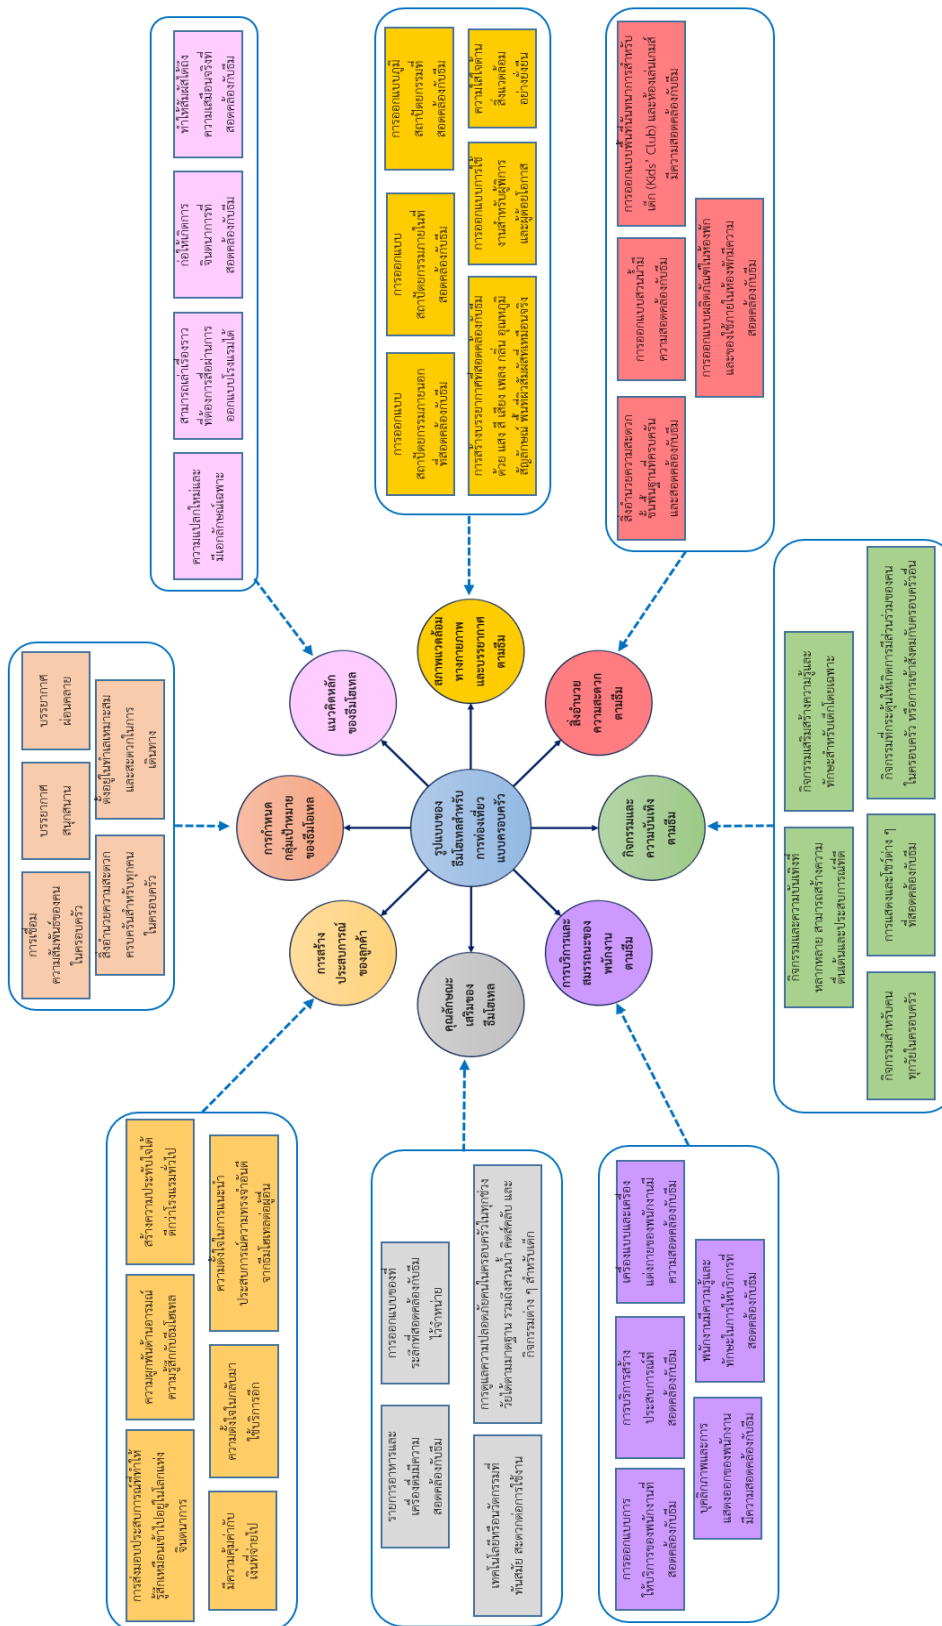 การเชื่อม
ความสัมพันธ์ของคน
ในครอบครัว
บรรยากาศ
สนุกสนาน
บรรยากาศ
ผ่อนคลาย
สิ่งอำนวยความสะดวก
ครบครันสำหรับทุกคน
ในครอบครัว
ตั้งอยู่ในทำเลเหมาะสม
และสะดวกในการ
เดินทาง
ความแปลกใหม่และ
มีเอกลักษณ์เฉพาะ
สามารถเล่าเรื่องราว
ที่ต้องการสื่อผ่านการ
ออกแบบโรงแรมได้
ก่อให้เกิดการ
จินตนาการที่
สอดคล้องกับธีม
ทำให้สัมผัสได้ถึง
ความเสมือนจริงที่
สอดคล้องกับธีม
การส่งมอบประสบการณ์ที่ทำให้
รู้สึกเหมือนเข้าไปอยู่ในโลกแห่ง
จินตนาการ
ความผูกพันด้านอารมณ์
ความรู้สึกกับธีมโฮเทล
สร้างความประทับใจได้
ดีกว่าโรงแรมทั่วไป
มีความคุ้มค่ากับ
เงินที่จ่ายไป
ความตั้งใจในกลับมา
ใช้บริการอีก
ความตั้งใจในการแนะนำ
ประสบการณ์ความทรงจำอันดี
จากธีมโฮเทลต่อผู้อื่น
การกำหนด
กลุ่มเป้าหมาย
ของธีมโฮเทล
การสร้าง
ประสบการณ์
ของลูกค้า
แนวคิดหลัก
ของธีมโฮเทล
คุณลักษณะ
เสริมของ
ธีมโฮเทล
รูปแบบของ
ธีมโฮเทลสำหรับ
การท่องเที่ยว
แบบครอบครัว
สภาพแวดล้อม
ทางกายภาพ
และบรรยากาศ
ตามธีม
การบริการและ
สมรรถนะของ
พนักงาน
ตามธีม
กิจกรรมและ
ความบันเทิง
ตามธีม
สิ่งอำนวย
ความสะดวก
ตามธีม
รายการอาหารและ
เครื่องดื่มมีความ
สอดคล้องกับธีม
การออกแบบของที่
ระลึกที่สอดคล้องกับธีม
ไว้จำหน่าย
เทคโนโลยีหรือนวัตกรรมที่
ทันสมัย สะดวกต่อการใช้งาน
การดูแลความปลอดภัยคนในครอบครัวในทุกช่วง
วัยได้ตามมาตฐาน รวมถึงสวนน้ำ คิดส์คลับ และ
กิจกรรมต่าง ๆ สำหรับเด็ก
การออกแบบ
สถาปัตยกรรมภายนอก
ที่สอดคล้องกับธีม
การออกแบบ
สถาปัตยกรรมภายในที่
สอดคล้องกับธีม
การออกแบบภูมิ
สถาปัตยกรรมที่
สอดคล้องกับธีม
การสร้างบรรยากาศที่สอดคล้องกับธีม
ด้วย แสง สี เสียง เพลง กลิ่น อุณหภูมิ
สัญลักษณ์ พื้นที่ผิวสัมผัสที่เหมือนจริง
การออกแบบการใช้
งานสำหรับผู้พิการ
และผู้ด้อยโอกาส
ความใส่ใจด้าน
สิ่งแวดล้อม
อย่างยั่งยืน
การออกแบบการ
ให้บริการของพนักงานที่
สอดคล้องกับธีม
การบริการสร้าง
ประสบการณ์ที่
สอดคล้องกับธีม
เครื่องแบบและเครื่อง
แต่งกายของพนักงานมี
ความสอดคล้องกับธีม
บุคลิกภาพและการ
แสดงออกของพนักงาน
มีความสอดคล้องกับธีม
พนักงานมีความรู้และ
ทักษะในการให้บริการที่
สอดคล้องกับธีม
สิ่งอำนวยความสะดวก
ขั้นพื้นฐานที่ครบครัน
และสอดคล้องกับธีม
การออกแบบสวนน้ำมี
ความสอดคล้องกับธีม
การออกแบบพื้นที่นันทนาการสำหรับ
เด็ก (Kids' Club) และห้องเล่นเกมส์
มีความสอดคล้องกับธีม
การออกแบบผลิตภัณฑ์ในห้องพัก
และของใช้ภายในห้องพักมีความ
สอดคล้องกับธีม
กิจกรรมและความบันเทิงที่
หลากหลาย สามารถสร้างความ
ตื่นเต้นและประสบการณ์ที่ดี
กิจกรรมเสริมสร้างความรู้และ
ทักษะสำหรับเด็กโดยเฉพาะ
กิจกรรมสำหรับคน
ทุกวัยในครอบครัว
การแสดงและโชว์ต่าง ๆ
ที่สอดคล้องกับธีม
กิจกรรมที่กระตุ้นให้เกิดการมีส่วนร่วมของคน
ในครอบครัว หรือการเข้าสังคมกับครอบครัวอื่น